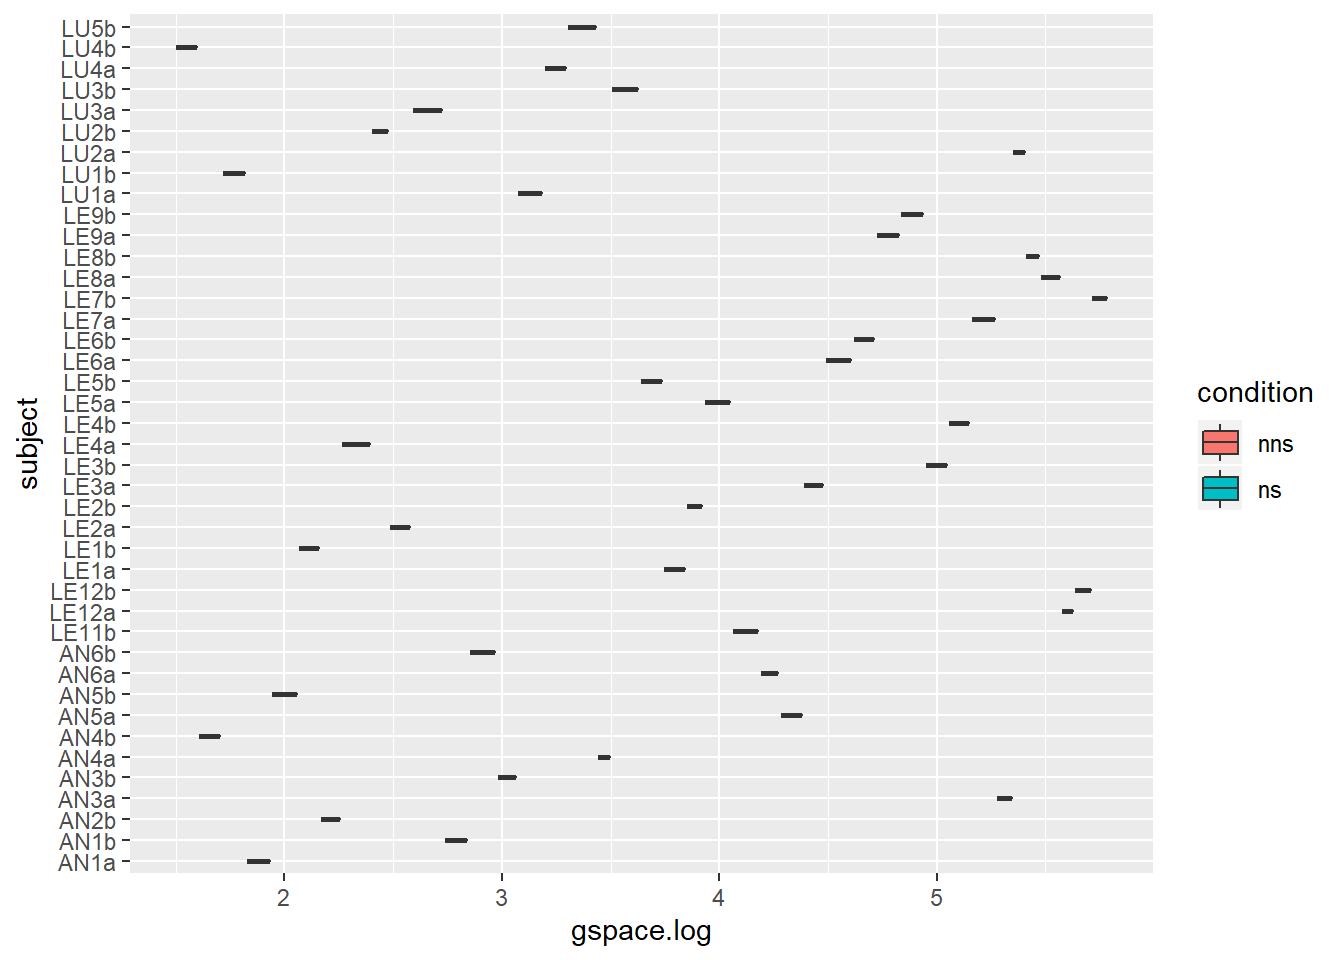 LU5b
LU4b
LU4a
LU3b
LU3a
LU2b
LU2a
LU1b
LU1a
LE9b
LE9a
LE8b
LE8a
LE7b
LE7a
LE6b
LE6a
LE5b
LE5a
LE4b
LE4a
LE3b
LE3a
LE2b
LE2a
LE1b
LE1a
LE12b
LE12a
LE11b
AN6b
AN6a
AN5b
AN5a
AN4b
AN4a
AN3b
AN3a
AN2b
AN1b
AN1a
subject
2 3 4 5
gspace.log
condition
nns
ns